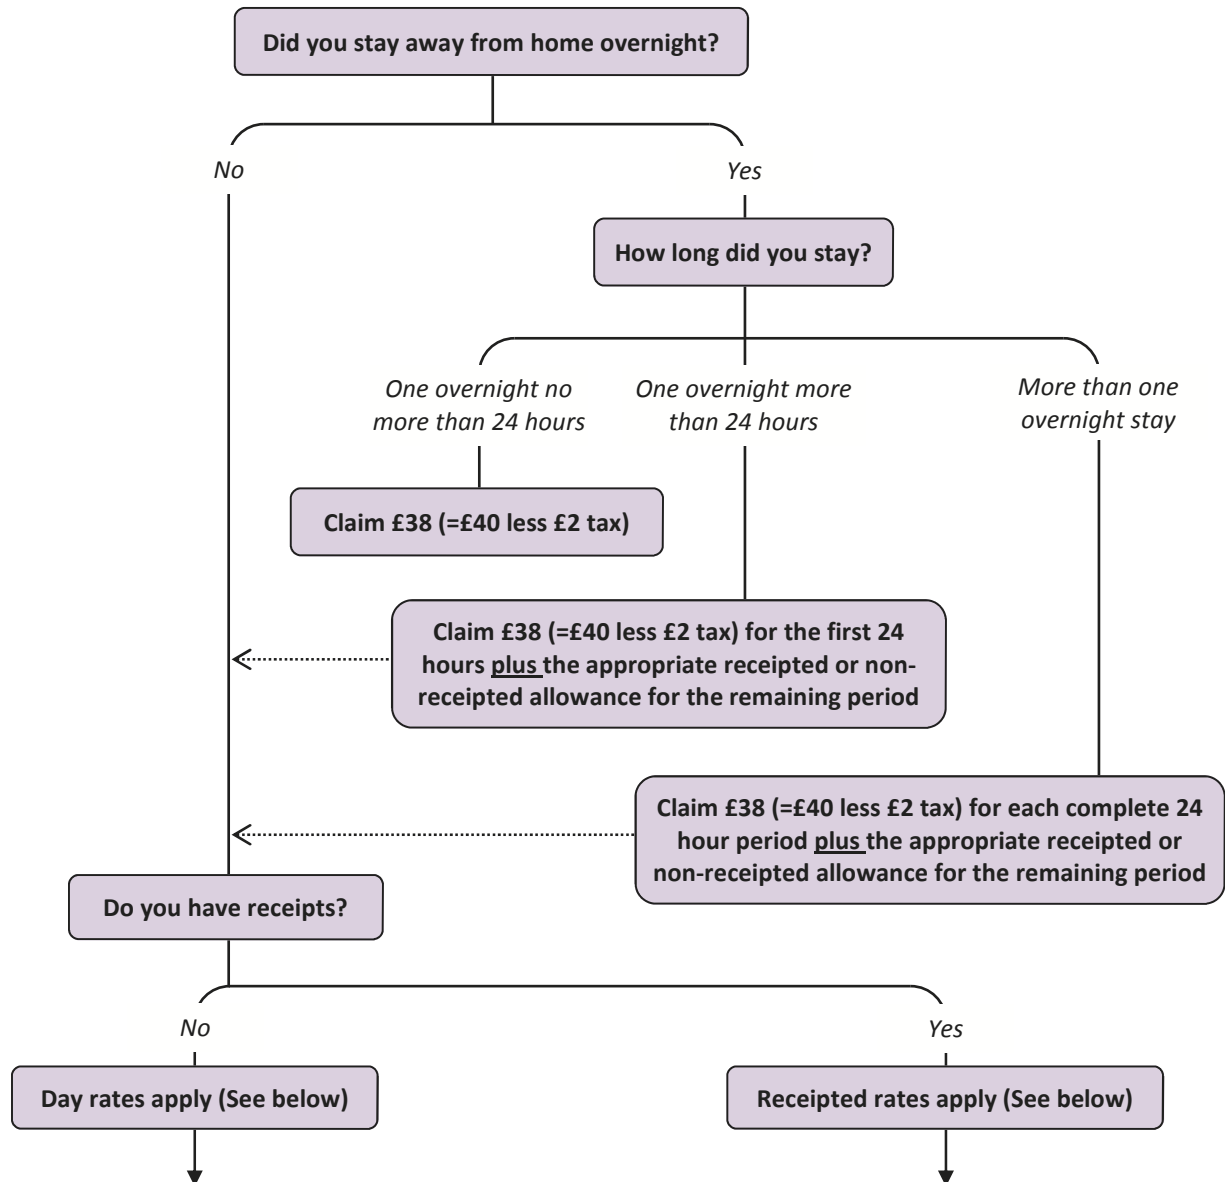 Did you stay away from home overnight?
No
Yes
How long did you stay?
One overnight no
more than 24 hours
One overnight more
than 24 hours
More than one
overnight stay
Claim £38 (=£40 less £2 tax)
Claim £38 (=£40 less £2 tax) for the first 24
hours plus the appropriate receipted or non-
receipted allowance for the remaining period
Claim £38 (=£40 less £2 tax) for each complete 24
hour period plus the appropriate receipted or
non-receipted allowance for the remaining period
Do you have receipts?
No
Yes
Day rates apply (See below)
Receipted rates apply (See below)